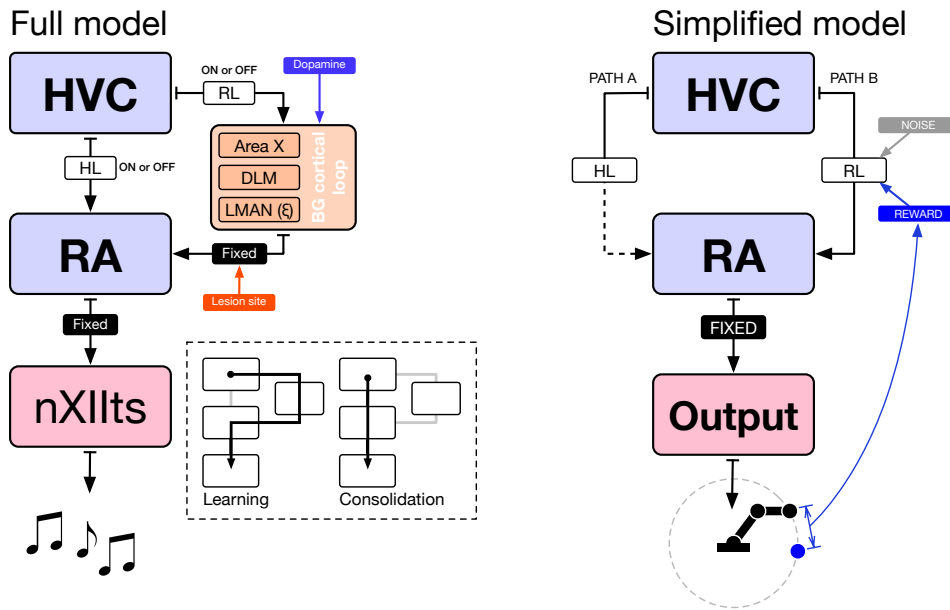 Full model
HVC
ON or OFF
RL
Dopamine
Area X
DLM
LMAN (ξ)
BG cortical
loop
HL
ON or OFF
RA
Fixed
Lesion site
Fixed
nXIIts
Learning
Consolidation
Simplified model
PATH A
HVC
PATH B
NOISE
HL
RL
REWARD
RA
FIXED
Output